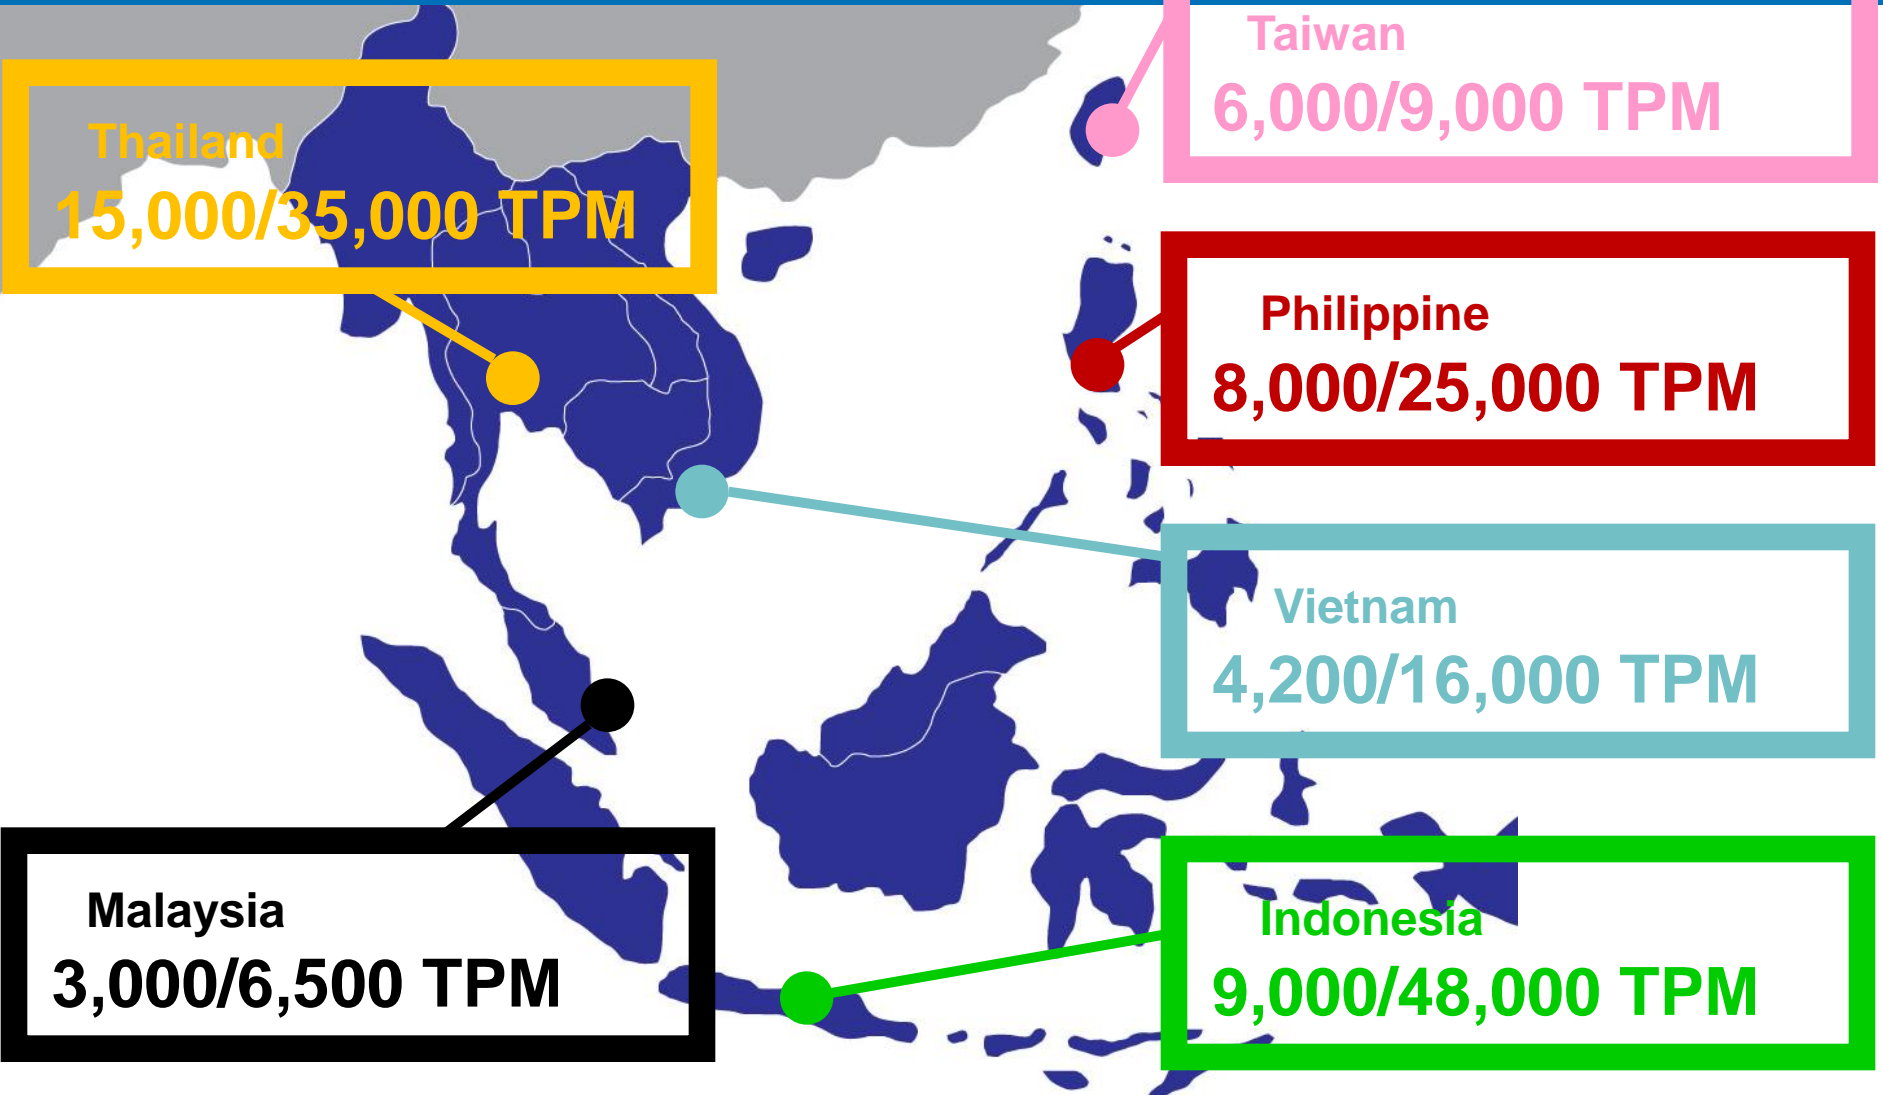 Taiwan
6,000/9,000 TPM
Thailand
15,000/35,000 TPM
Philippine
8,000/25,000 TPM
Vietnam
4,200/16,000 TPM
Malaysia
3,000/6,500 TPM
Indonesia
9,000/48,000 TPM